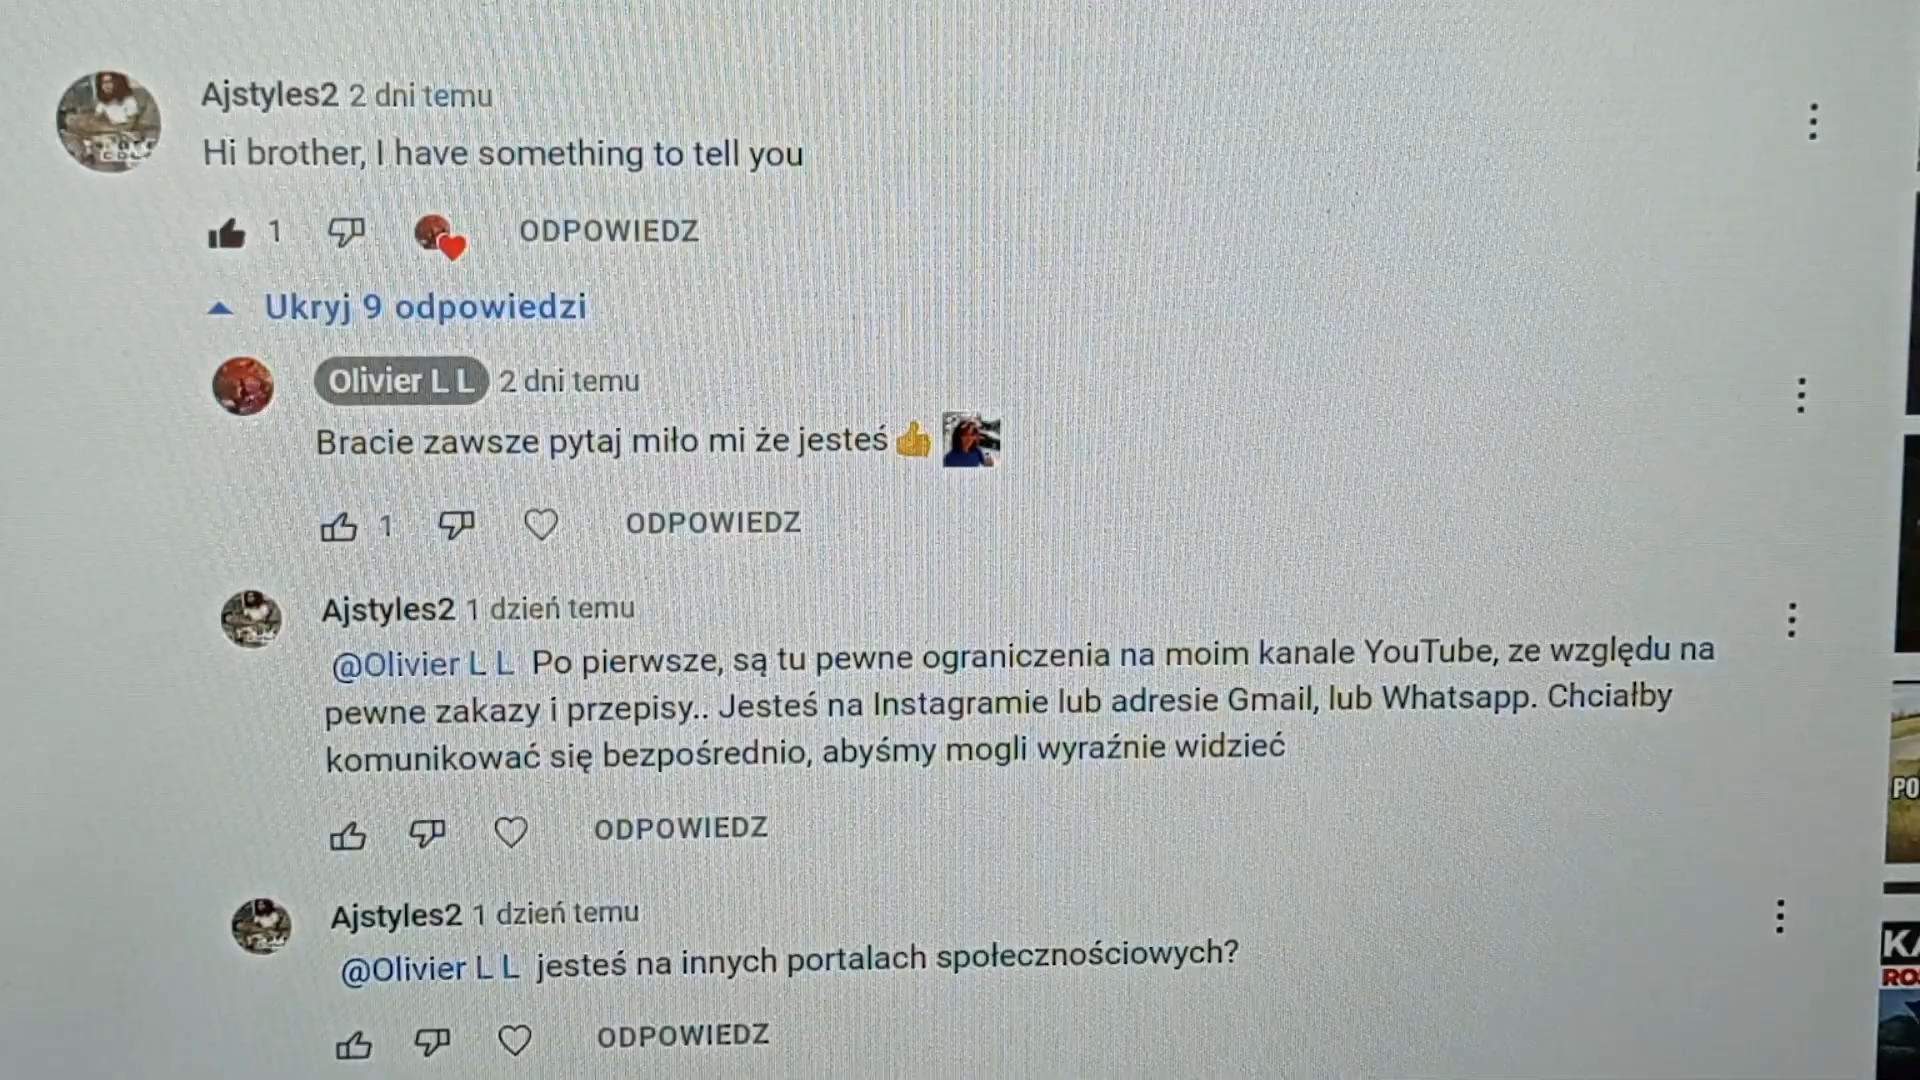 Ajstyles2 2 dni temu
Hi brother, I have something to tell you
1 ODPOWIEDZ
Ukryj 9 odpowiedzi
Olivier L L 2 dni temu
Bracie zawsze pytaj miło mi że jesteś👍
1 ODPOWIEDZ
Ajstyles2 1 dzień temu
@Olivier L L Po pierwsze, są tu pewne ograniczenia na moim kanale YouTube, ze względu na
pewne zakazy i przepisy.. Jesteś na Instagramie lub adresie Gmail, lub Whatsapp. Chciałby
komunikować się bezpośrednio, abyśmy mogli wyraźnie widzieć
ODPOWIEDZ
Ajstyles2 1 dzień temu
@Olivier L L jesteś na innych portalach społecznościowych?
ODPOWIEDZ
PO
KA